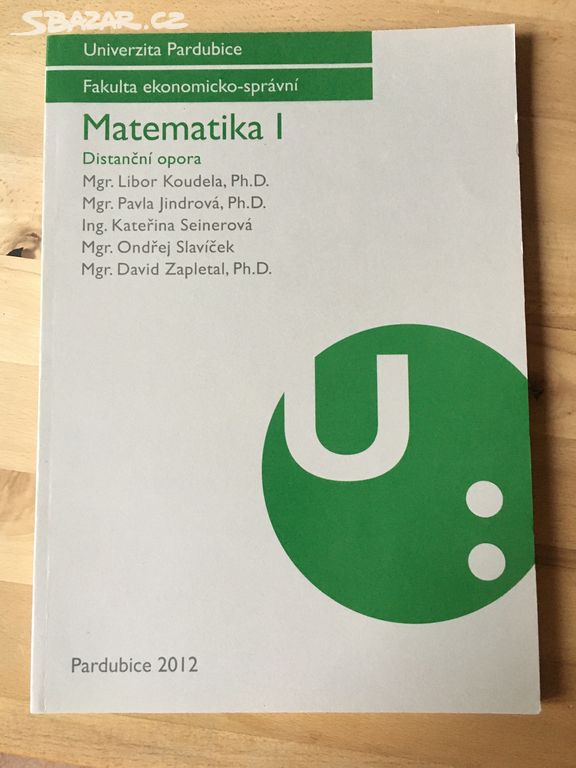 SBAZAR.CZ
Univerzita Pardubice
Fakulta ekonomicko-správní
Matematika I
Distanční opora
Mgr. Libor Koudela, Ph.D.
Mgr. Pavla Jindrová, Ph.D.
Ing. Kateřina Seinerová
Mgr. Ondřej Slavíček
Mgr. David Zapletal, Ph.D.
U:
Pardubice 2012